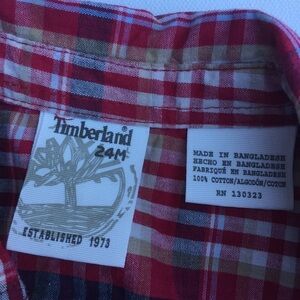 Timberland
24M
ESTABLISHED 1973
MADE IN BANGLADESH
HECHO EN BANGLADESH
FABRIQUÉ EN BANGLADESH
100% COTTON/ALGODÓN/COTON
RN 130323